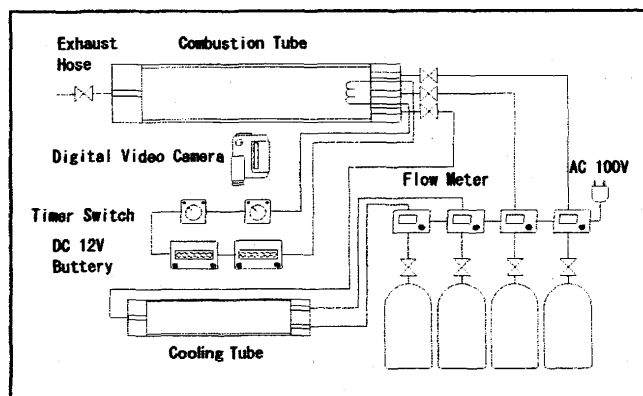 Exhaust
Hose
Combustion Tube
Digital Video Camera
Flow Meter
AC 100V
Timer Switch
DC 12V
Buttery
Cooling Tube